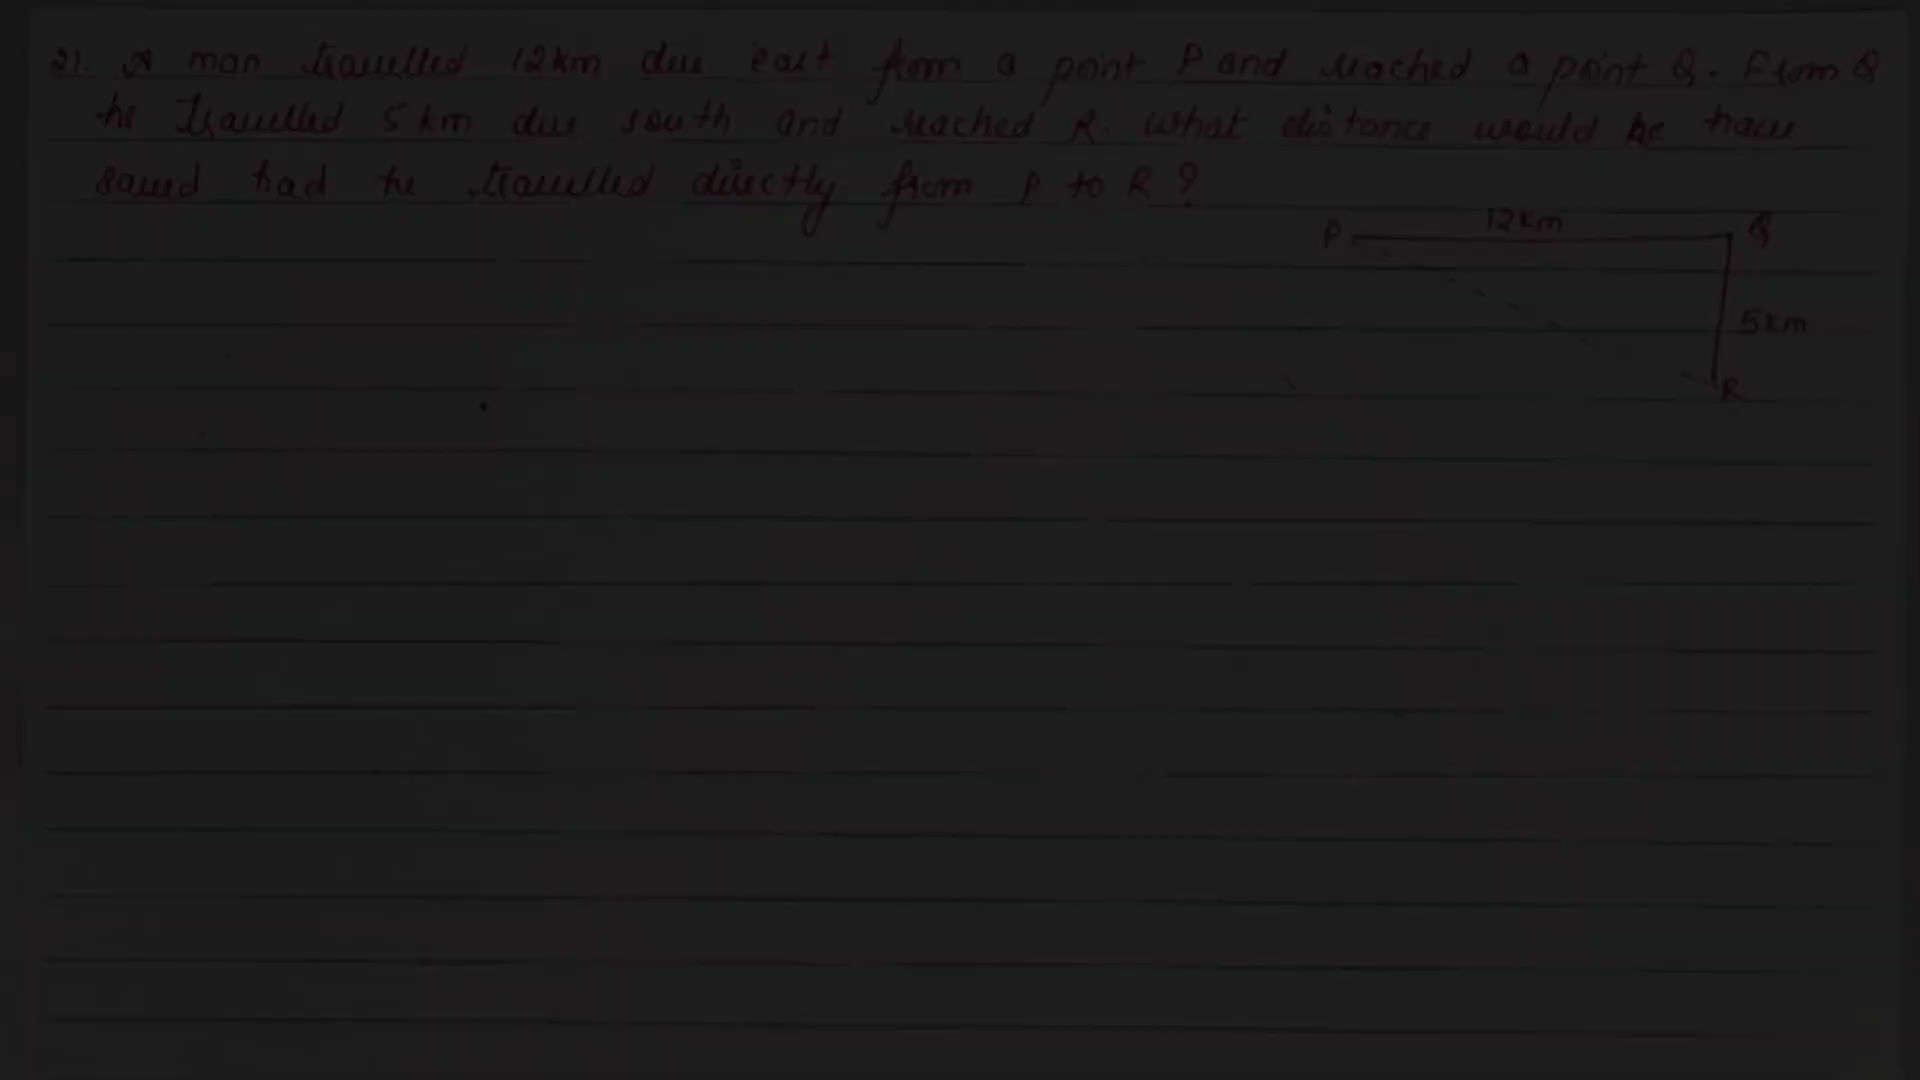 21. A man travelled 12km due east from a point P and reached a point Q. From Q
he travelled 5 km due south and reached R. What distance would he have
saved had he travelled directly from P to R ?
P 12km Q
5km
R